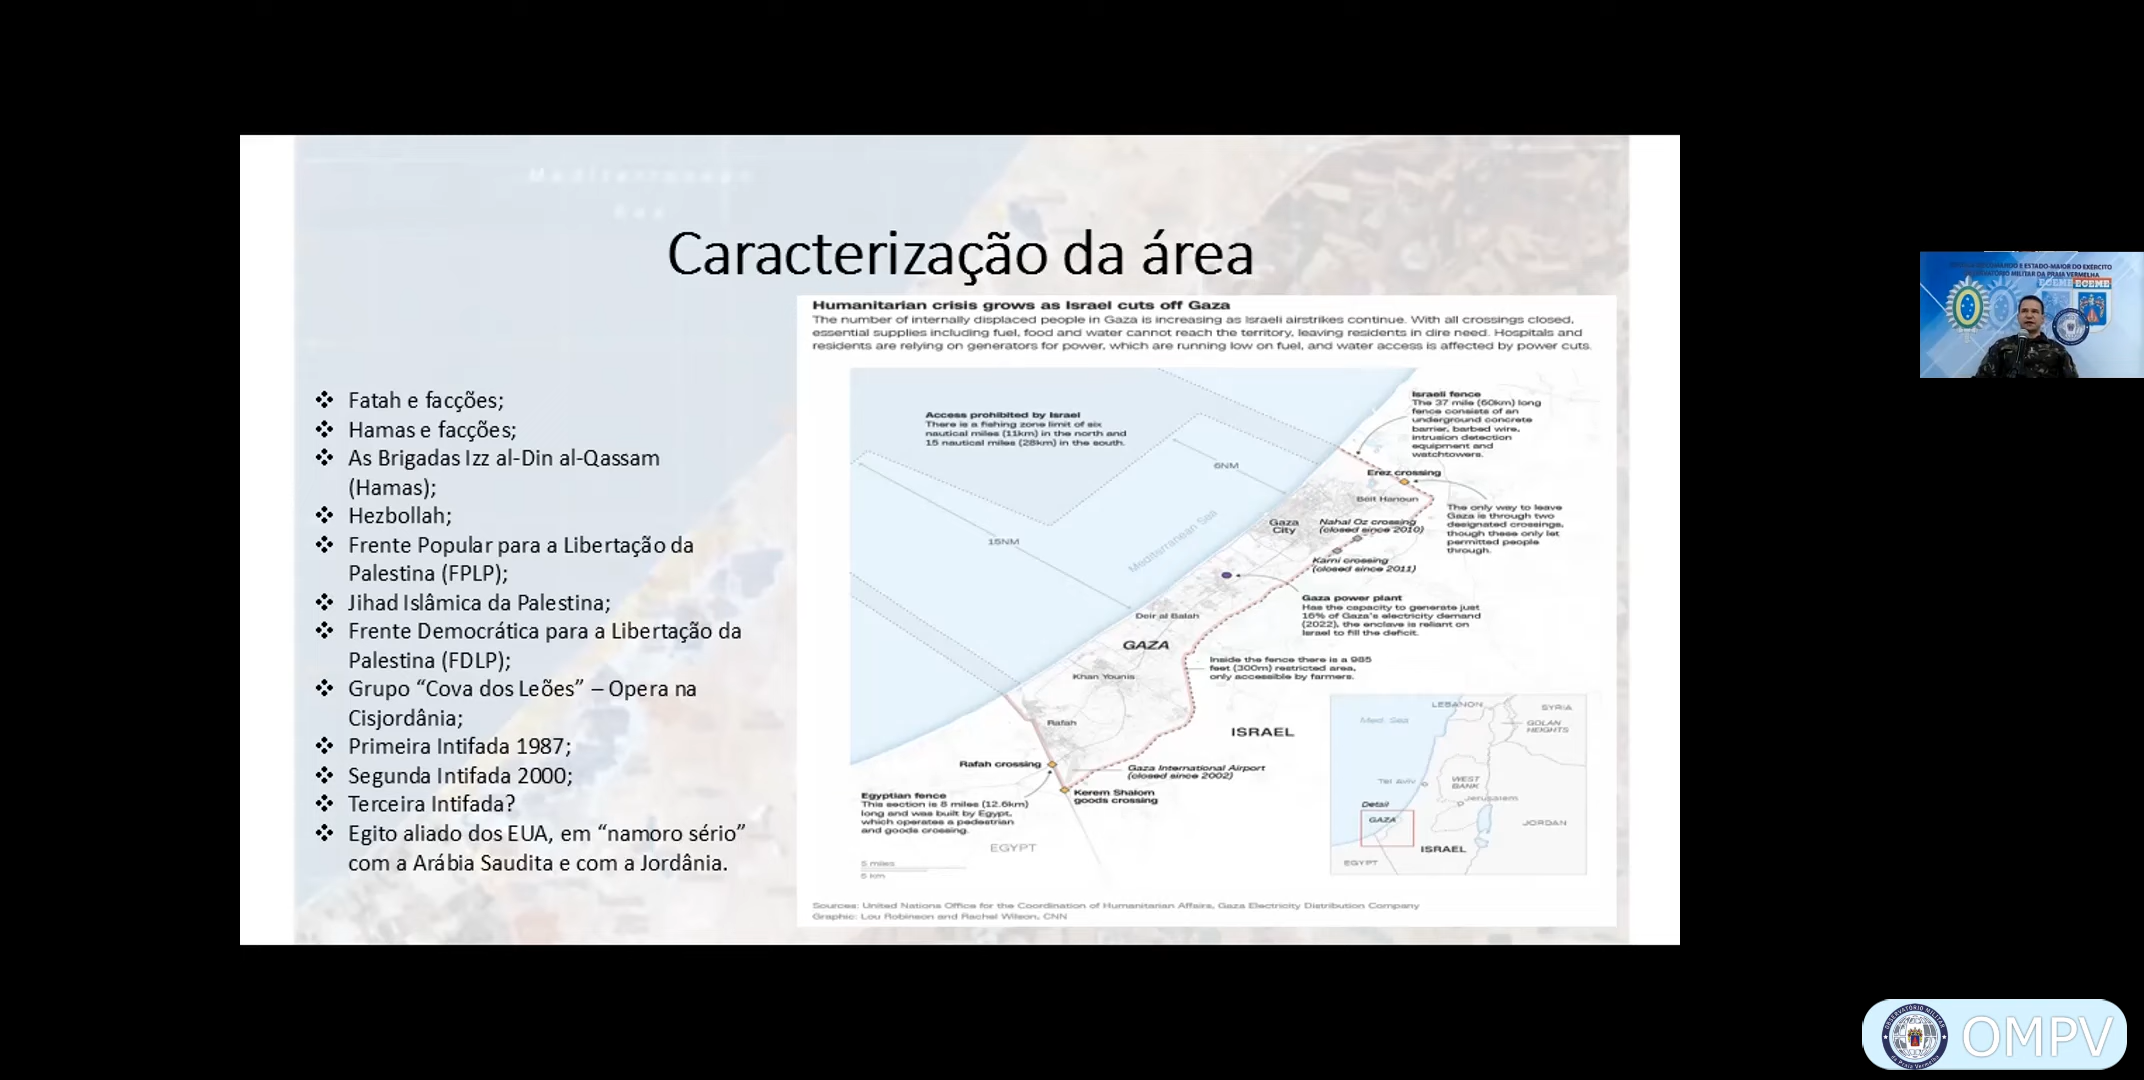 Mediterranean
Sea
Caracterização da área
❖ Fatah e facções;
❖ Hamas e facções;
❖ As Brigadas Izz al-Din al-Qassam
(Hamas);
❖ Hezbollah;
❖ Frente Popular para a Libertação da
Palestina (FPLP);
❖ Jihad Islâmica da Palestina;
❖ Frente Democrática para a Libertação da
Palestina (FDLP);
❖ Grupo “Cova dos Leões” – Opera na
Cisjordânia;
❖ Primeira Intifada 1987;
❖ Segunda Intifada 2000;
❖ Terceira Intifada?
❖ Egito aliado dos EUA, em “namoro sério”
com a Arábia Saudita e com a Jordânia.
Humanitarian crisis grows as Israel cuts off Gaza
The number of internally displaced people in Gaza is increasing as Israeli airstrikes continue. With all crossings closed,
essential supplies including fuel, food and water cannot reach the territory, leaving residents in dire need. Hospitals and
residents are relying on generators for power, which are running low on fuel, and water access is affected by power cuts.
Access prohibited by Israel
There is a fishing zone limit of six
nautical miles (11km) in the north and
15 nautical miles (28km) in the south.
Israeli fence
The 37 mile (60km) long
fence consists of an
underground concrete
barrier, barbed wire,
intrusion detection
equipment and
watchtowers.
6NM
15NM
Mediterranean Sea
Erez crossing
Beit Hanoun
The only way to leave
Gaza is through two
designated crossings,
though these only let
permitted people
through.
Gaza
City
Nahal Oz crossing
(closed since 2010)
Karni crossing
(closed since 2011)
Gaza power plant
Has the capacity to generate just
16% of Gaza's electricity demand
(2022), the enclave is reliant on
Israel to fill the deficit.
Deir al Balah
GAZA
Inside the fence there is a 985
feet (300m) restricted area,
only accessible by farmers.
Khan Younis
Rafah
ISRAEL
Rafah crossing
Gaza International Airport
(closed since 2002)
Kerem Shalom
goods crossing
Egyptian fence
This section is 8 miles (12.6km)
long and was built by Egypt,
which operates a pedestrian
and goods crossing.
EGYPT
5 miles
5 km
LEBANON
SYRIA
Med. Sea
GOLAN
HEIGHTS
Tel Aviv
WEST
BANK
Jerusalem
Detail
GAZA
JORDAN
ISRAEL
EGYPT
Sources: United Nations Office for the Coordination of Humanitarian Affairs, Gaza Electricity Distribution Company
Graphic: Lou Robinson and Rachel Wilson, CNN
COMANDO E ESTADO-MAIOR DO EXÉRCITO
MILITAR DA PRAIA VERMELHA
ECEME ECEME
OMPV